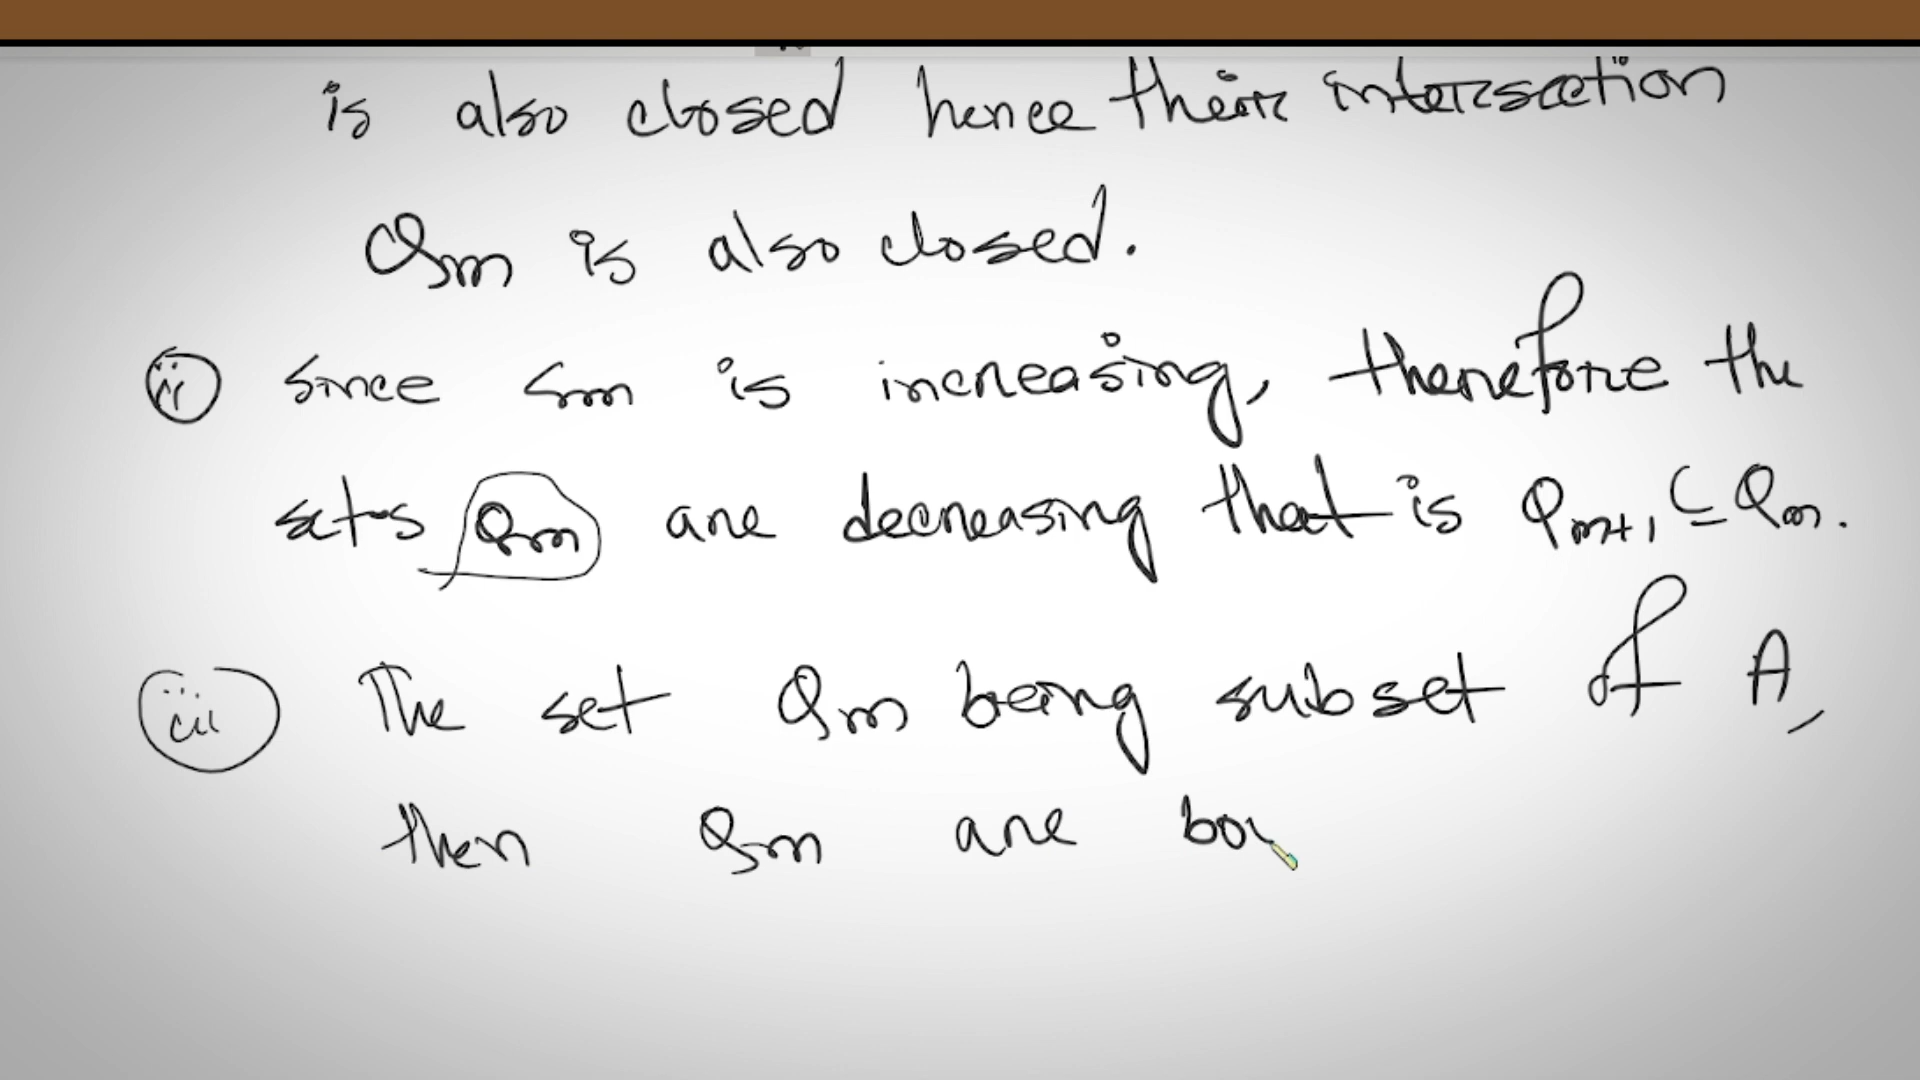 is also closed hence their intersection
Qm is also closed.
(ii) Since Sm is increasing, therefore the
sets Qm are decreasing that is Qm+1 ⊆ Qm.
(iii) The set Qm being subset of A,
then Qm are bou